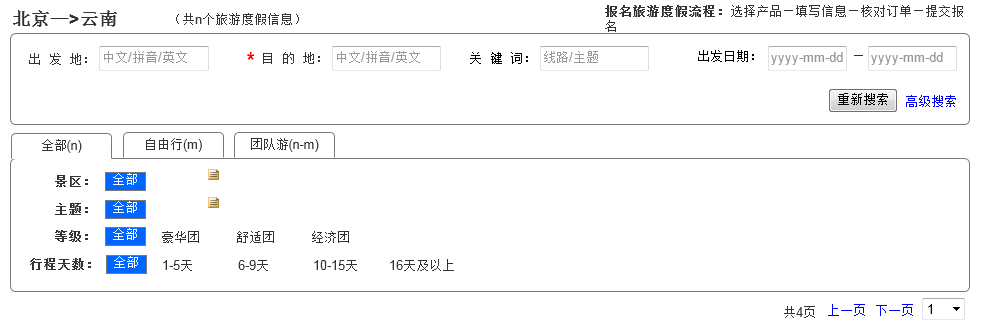 北京一>云南 （共n个旅游度假信息） 报名旅游度假流程：选择产品－填写信息－核对订单－提交报名
出 发 地： 中文/拼音/英文 * 目 的 地： 中文/拼音/英文 关 键 词： 线路/主题 出发日期： yyyy-mm-dd － yyyy-mm-dd
重新搜索 高级搜索
全部(n) 自由行(m) 团队游(n-m)
景区： 全部
主题： 全部
等级： 全部 豪华团 舒适团 经济团
行程天数： 全部 1-5天 6-9天 10-15天 16天及以上
共4页 上一页 下一页 1